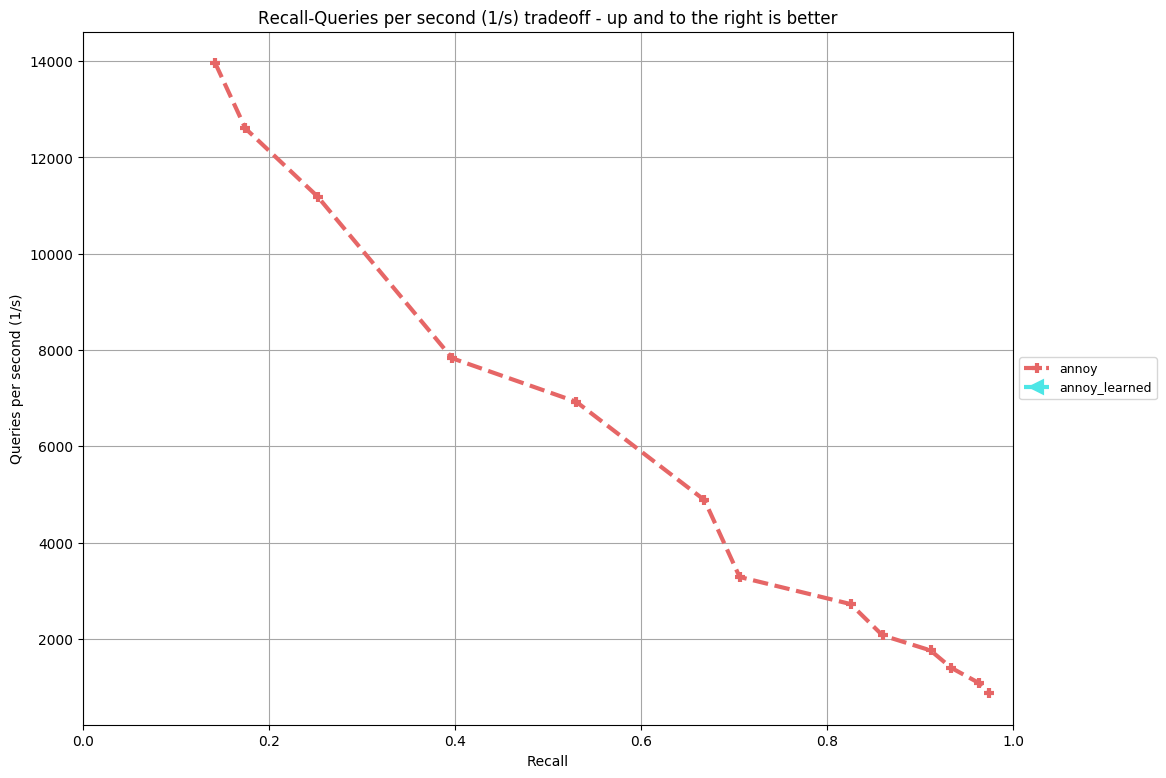 Recall-Queries per second (1/s) tradeoff - up and to the right is better
14000
12000
10000
8000
6000
4000
2000
Queries per second (1/s)
0.0
0.2
0.4
0.6
0.8
1.0
Recall
annoy
annoy_learned